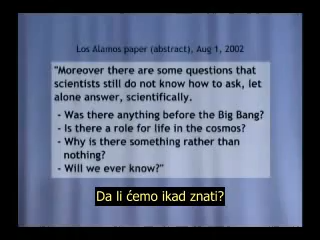 Los Alamos paper (abstract), Aug 1, 2002
"Moreover there are some questions that
scientists still do not know how to ask, let
alone answer, scientifically.
- Was there anything before the Big Bang?
- Is there a role for life in the cosmos?
- Why is there something rather than
nothing?
- Will we ever know?"
Da li ćemo ikad znati?